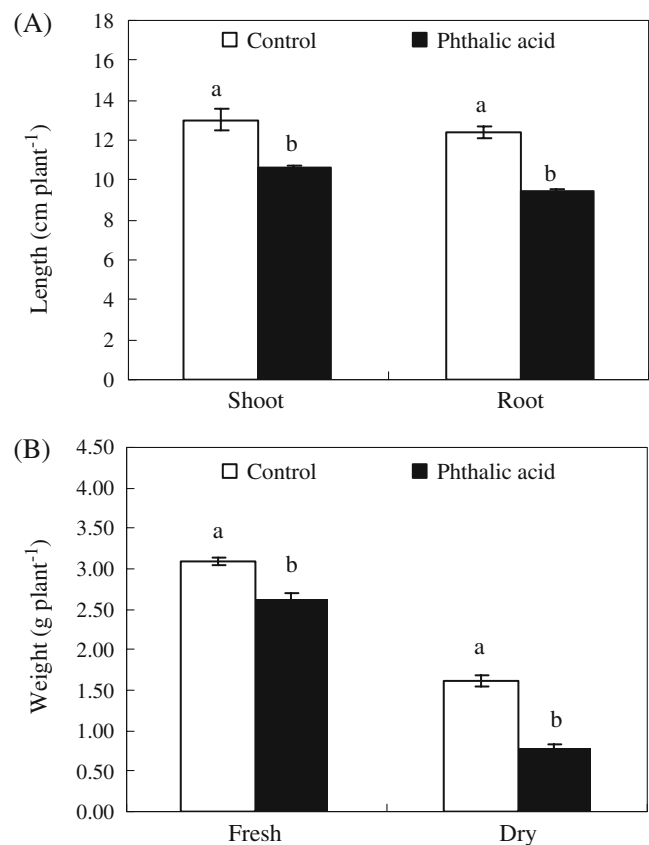 (A)
Control Phthalic acid
Length (cm plant-1)
18
16
14
12
10
8
6
4
2
0
a
b
a
b
Shoot Root
(B)
Control Phthalic acid
Weight (g plant-1)
4.50
4.00
3.50
3.00
2.50
2.00
1.50
1.00
0.50
0.00
a
b
a
b
Fresh Dry